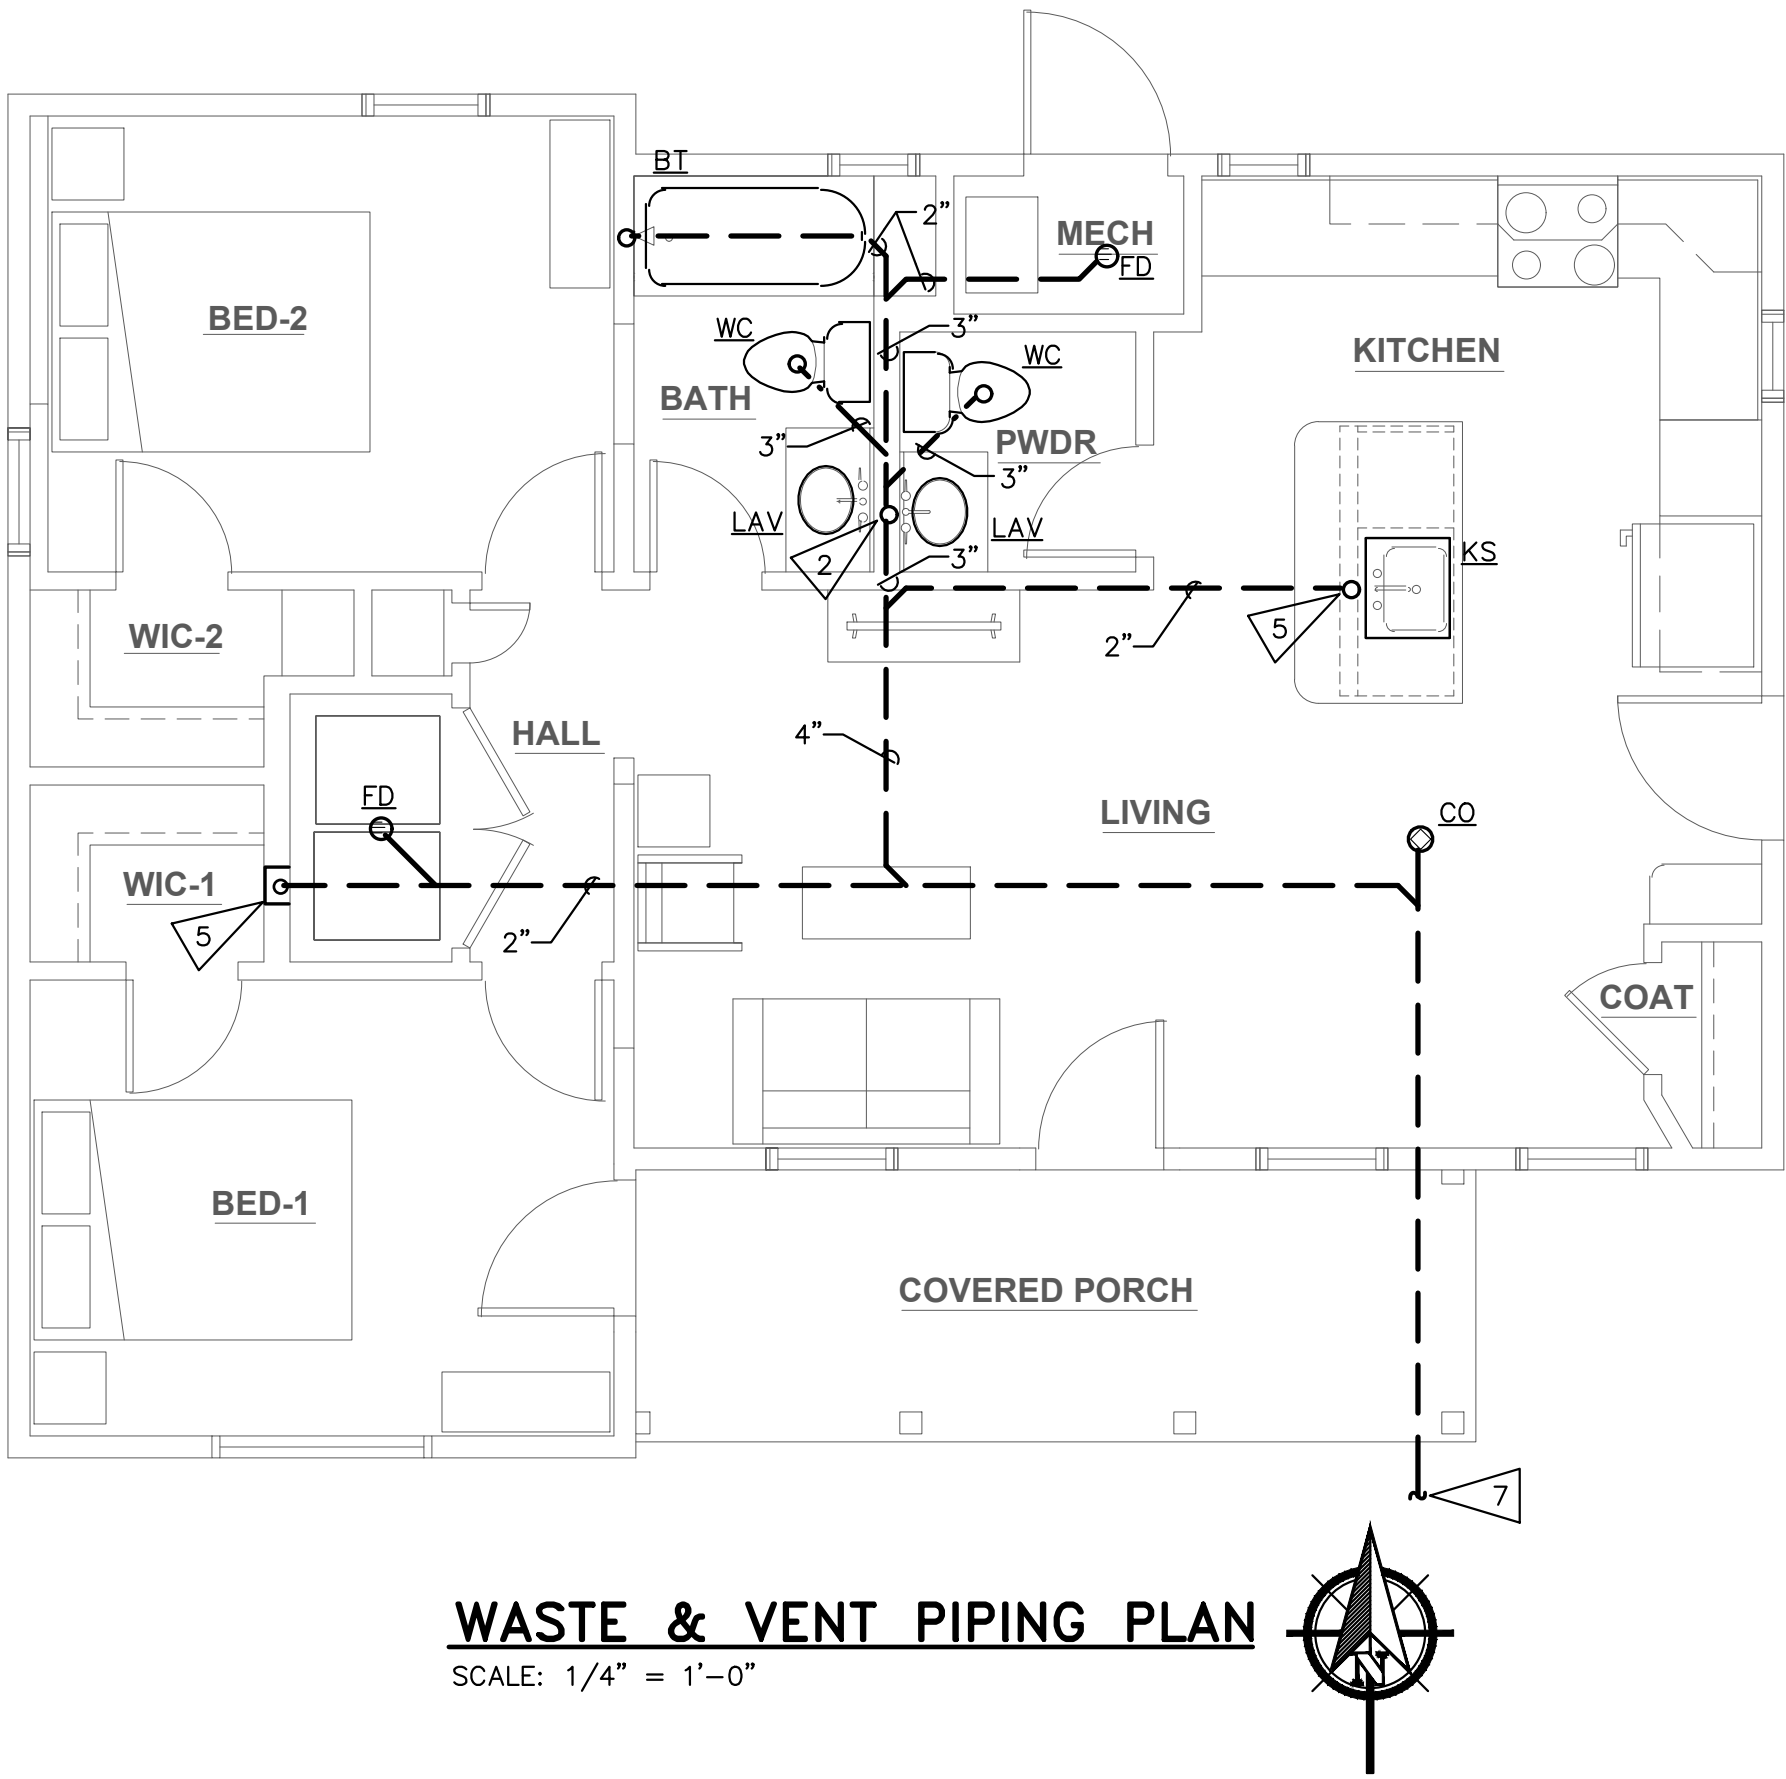 BT
2”
MECH
FD
BED-2
WC
3”
WC
KITCHEN
BATH
3”
PWDR
3”
LAV
LAV
2
3”
KS
WIC-2
2”
5
HALL
4”
FD
LIVING
CO
WIC-1
5
2”
COAT
BED-1
COVERED PORCH
7
WASTE & VENT PIPING PLAN
SCALE: 1/4” = 1’-0”
N